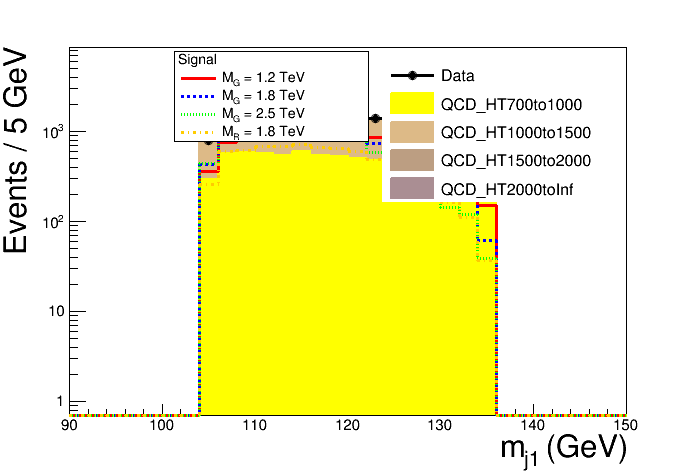 Events / 5 GeV
Signal
M_G = 1.2 TeV
M_G = 1.8 TeV
M_G = 2.5 TeV
M_R = 1.8 TeV
Data
QCD_HT700to1000
QCD_HT1000to1500
QCD_HT1500to2000
QCD_HT2000toInf
10^3
10^2
10
1
90 100 110 120 130 140 150
m_j1 (GeV)